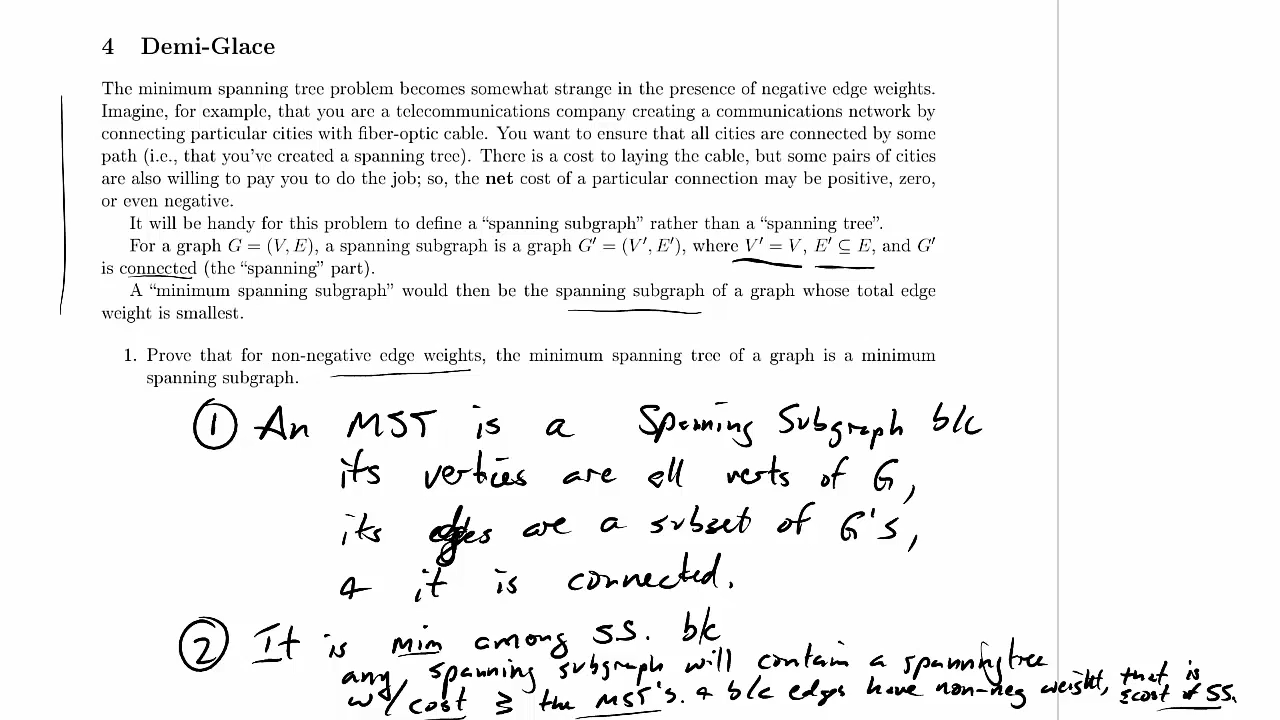 4 Demi-Glace
The minimum spanning tree problem becomes somewhat strange in the presence of negative edge weights.
Imagine, for example, that you are a telecommunications company creating a communications network by
connecting particular cities with fiber-optic cable. You want to ensure that all cities are connected by some
path (i.e., that you've created a spanning tree). There is a cost to laying the cable, but some pairs of cities
are also willing to pay you to do the job; so, the net cost of a particular connection may be positive, zero,
or even negative.
It will be handy for this problem to define a “spanning subgraph” rather than a “spanning tree”.
For a graph G = (V, E), a spanning subgraph is a graph G′ = (V′, E′), where V′ = V, E′ ⊆ E, and G′
is connected (the “spanning” part).
A “minimum spanning subgraph” would then be the spanning subgraph of a graph whose total edge
weight is smallest.
1. Prove that for non-negative edge weights, the minimum spanning tree of a graph is a minimum
spanning subgraph.
① An MST is a Spanning Subgraph b/c
its verties are all verts of G,
its edges are a subset of G's,
& it is connected.
② It is min among S.S. b/c
any spanning subgraph will contain a spanning tree
w/ cost ≥ the MST's. & b/c edges have non-neg weight, that is
≤ cost of SS.